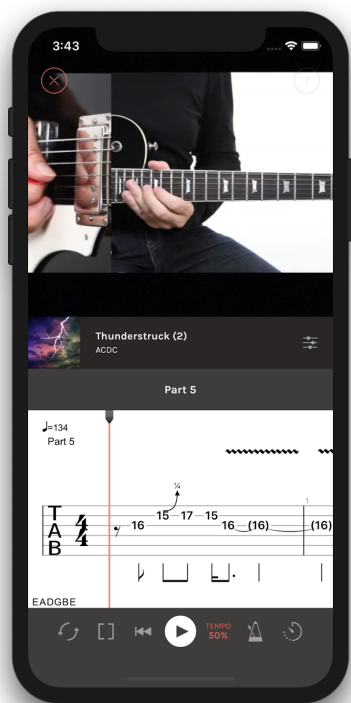 3:43
?
Thunderstruck (2)
ACDC
Part 5
♩=134
Part 5
1
¼
T
A
B
4
4
15 17 15
16 16 (16) (16)
EADGBE
TEMPO
50%